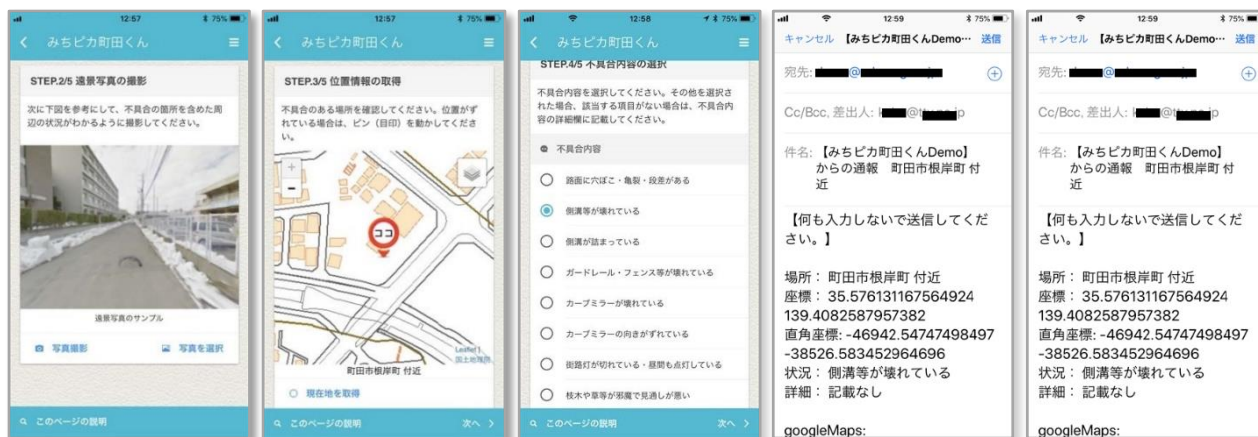 12:57
75%
みちピカ町田くん
STEP.2/5 遠景写真の撮影
次に下図を参考にして、不具合の箇所を含めた周
辺の状況がわかるように撮影してください。
遠景写真のサンプル
写真撮影 写真を選択
このページの説明
12:57
75%
みちピカ町田くん
STEP.3/5 位置情報の取得
不具合のある場所を確認してください。位置がず
れている場合は、ピン（目印）を動かしてくださ
い。
+
−
ココ
Leaflet |
国土地理院
町田市根岸町 付近
現在地を取得
このページの説明 次へ
12:58
75%
みちピカ町田くん
STEP.4/5 不具合内容の選択
不具合内容を選択してください。その他を選択さ
れた場合、該当する項目がない場合は、不具合内
容の詳細欄に記載してください。
不具合内容
路面に穴ぼこ・亀裂・段差がある
側溝等が壊れている
側溝が詰まっている
ガードレール・フェンス等が壊れている
カーブミラーが壊れている
カーブミラーの向きがずれている
街路灯が切れている・昼間も点灯している
枝木や草等が邪魔で見通しが悪い
このページの説明 次へ
12:59
75%
キャンセル 【みちピカ町田くんDemo… 送信
宛先: @
Cc/Bcc, 差出人: @t p
件名: 【みちピカ町田くんDemo】
からの通報 町田市根岸町 付
近
【何も入力しないで送信してくだ
さい。】
場所： 町田市根岸町 付近
座標： 35.576131167564924
139.4082587957382
直角座標: -46942.54747498497
-38526.583452964696
状況： 側溝等が壊れている
詳細： 記載なし
googleMaps:
12:59
75%
キャンセル 【みちピカ町田くんDemo… 送信
宛先: @
Cc/Bcc, 差出人: @t p
件名: 【みちピカ町田くんDemo】
からの通報 町田市根岸町 付
近
【何も入力しないで送信してくだ
さい。】
場所： 町田市根岸町 付近
座標： 35.576131167564924
139.4082587957382
直角座標: -46942.54747498497
-38526.583452964696
状況： 側溝等が壊れている
詳細： 記載なし
googleMaps: